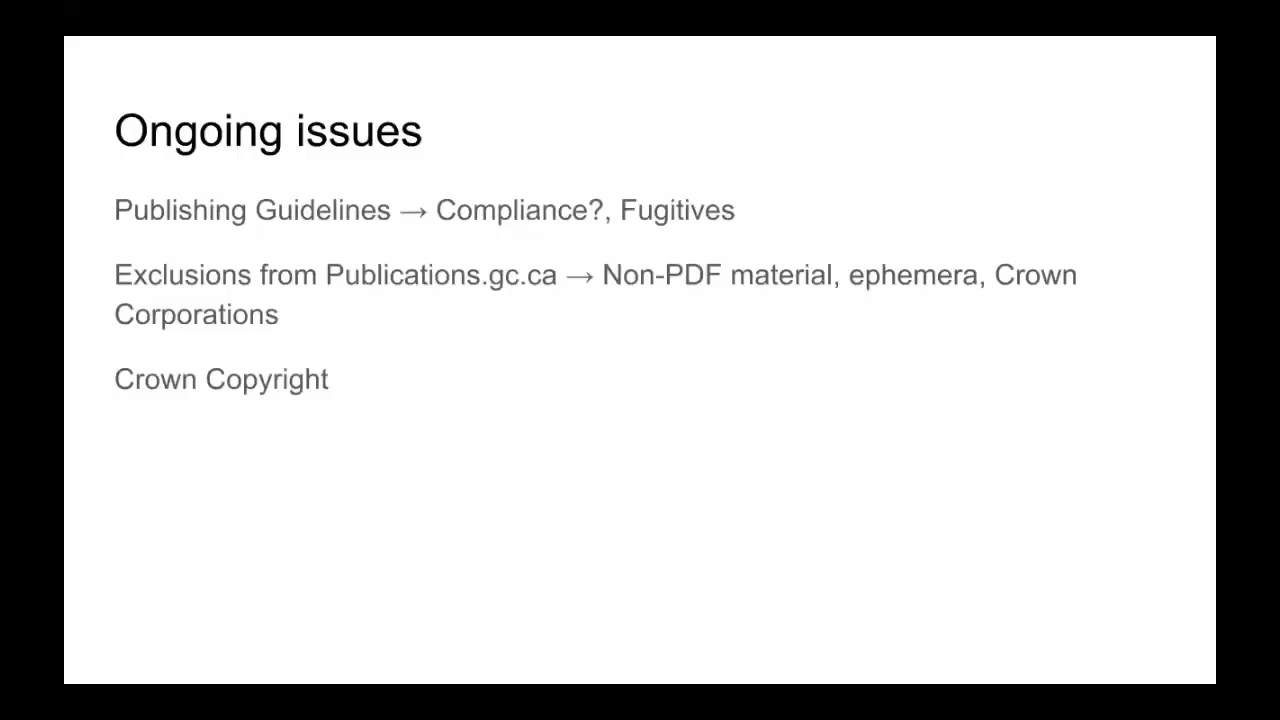 Ongoing issues
Publishing Guidelines → Compliance?, Fugitives
Exclusions from Publications.gc.ca → Non-PDF material, ephemera, Crown
Corporations
Crown Copyright